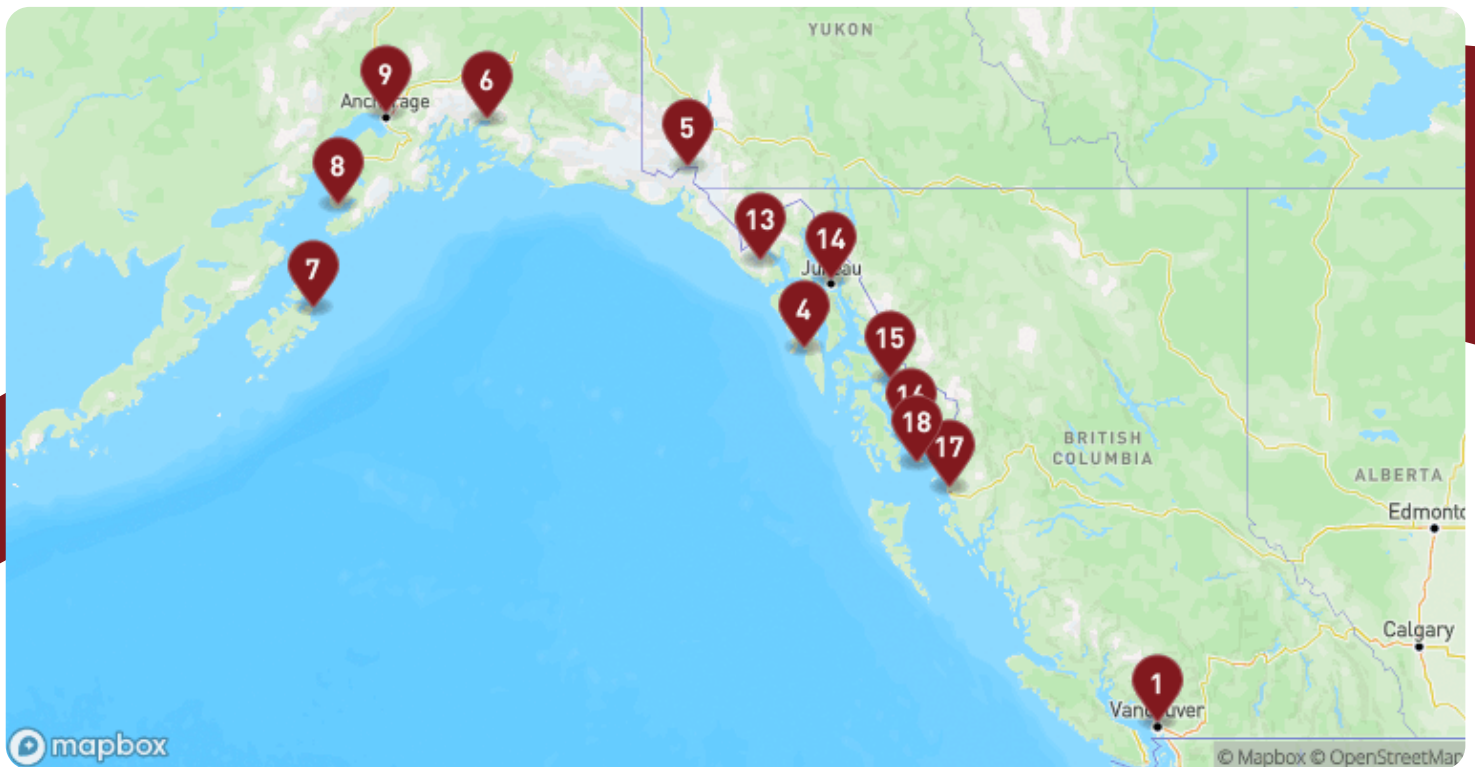 YUKON
9
6
Anchorage
5
8
13
14
Juneau
7
4
15
16
18
17
BRITISH
COLUMBIA
ALBERTA
Edmonto
Calgary
1
Vancouver
mapbox
© Mapbox © OpenStreetMap